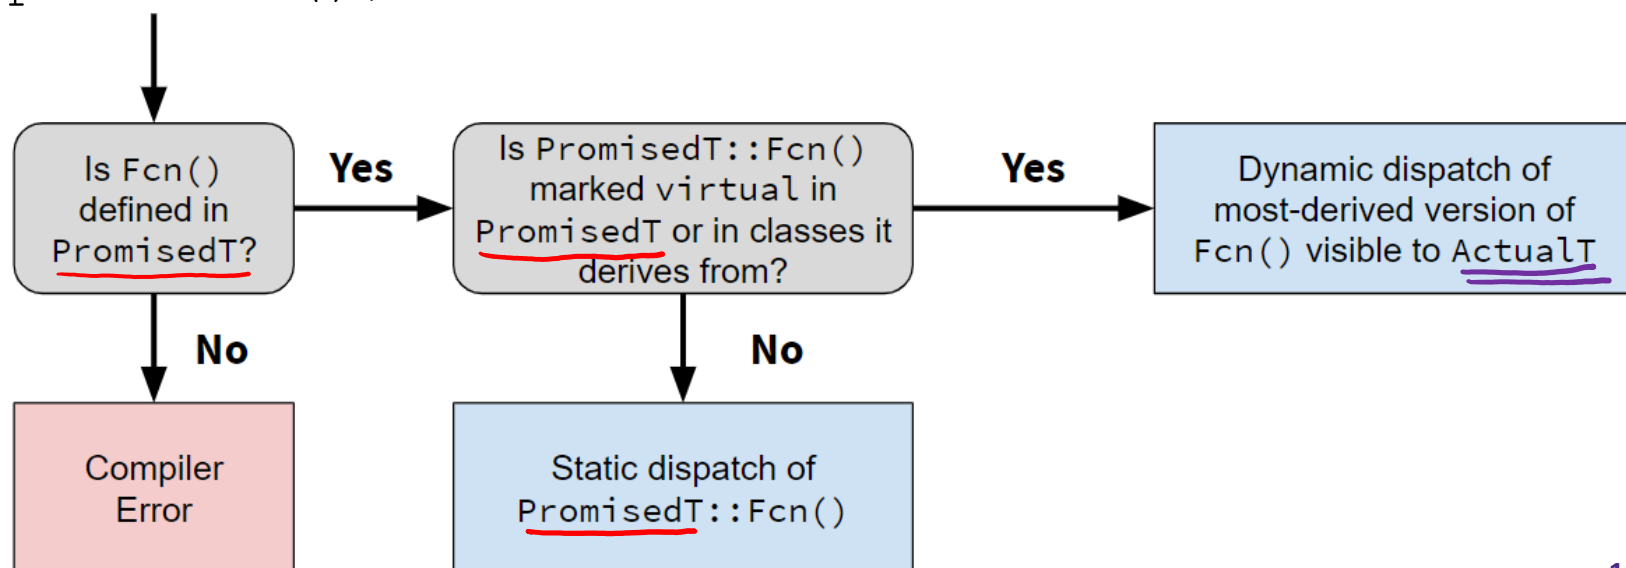 Is Fcn()
defined in
PromisedT?
Yes
Is PromisedT::Fcn()
marked virtual in
PromisedT or in classes it
derives from?
Yes
Dynamic dispatch of
most-derived version of
Fcn() visible to ActualT
No
No
Compiler
Error
Static dispatch of
PromisedT::Fcn()